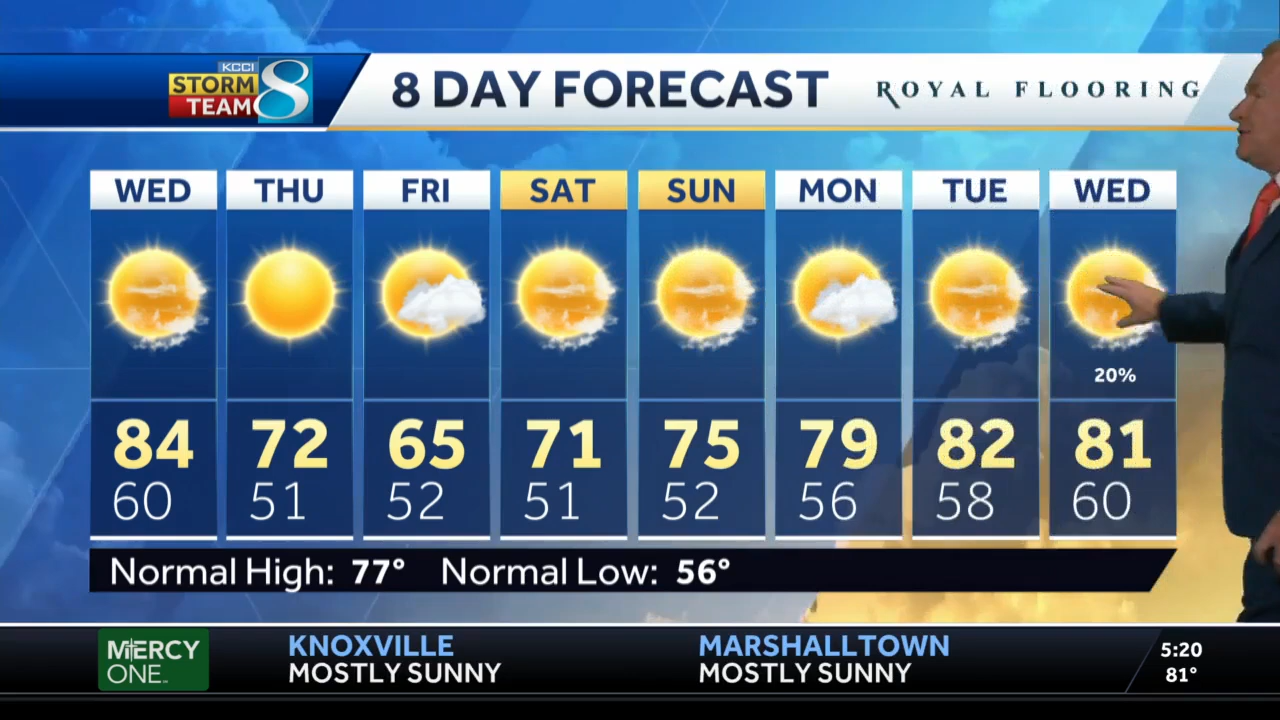 KCCI
STORM
TEAM 8
8 DAY FORECAST
ROYAL FLOORING
WED THU FRI SAT SUN MON TUE WED
20%
84 72 65 71 75 79 82 81
60 51 52 51 52 56 58 60
Normal High: 77° Normal Low: 56°
MERCY
ONE
KNOXVILLE
MOSTLY SUNNY
MARSHALLTOWN
MOSTLY SUNNY
5:20
81°